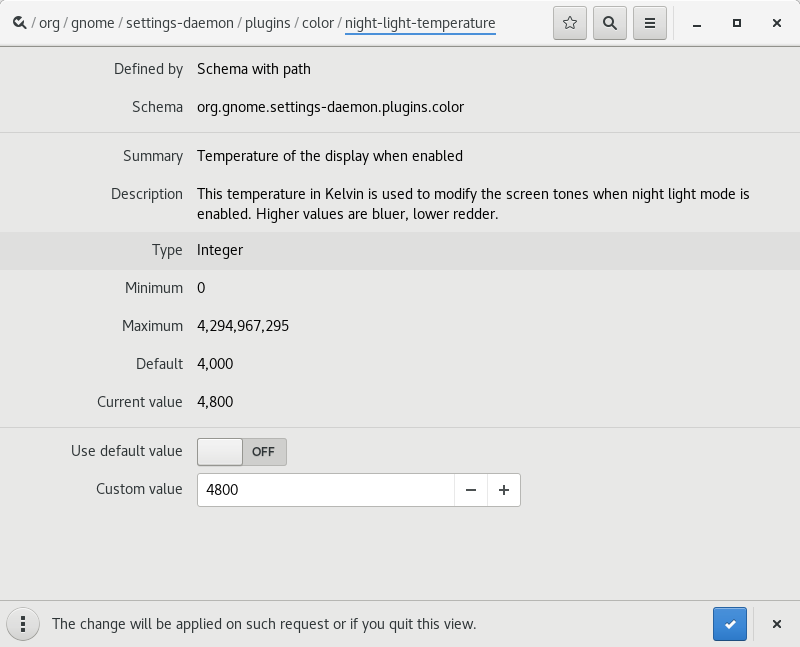 / org / gnome / settings-daemon / plugins / color / night-light-temperature
Defined by Schema with path
Schema org.gnome.settings-daemon.plugins.color
Summary Temperature of the display when enabled
Description This temperature in Kelvin is used to modify the screen tones when night light mode is
enabled. Higher values are bluer, lower redder.
Type Integer
Minimum 0
Maximum 4,294,967,295
Default 4,000
Current value 4,800
Use default value OFF
Custom value 4800
The change will be applied on such request or if you quit this view.